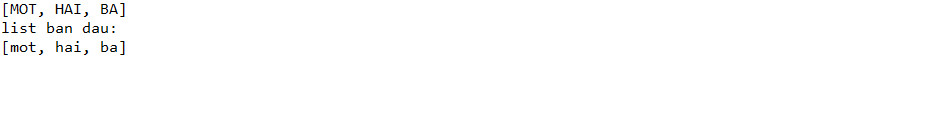 [MOT, HAI, BA]
list ban dau:
[mot, hai, ba]